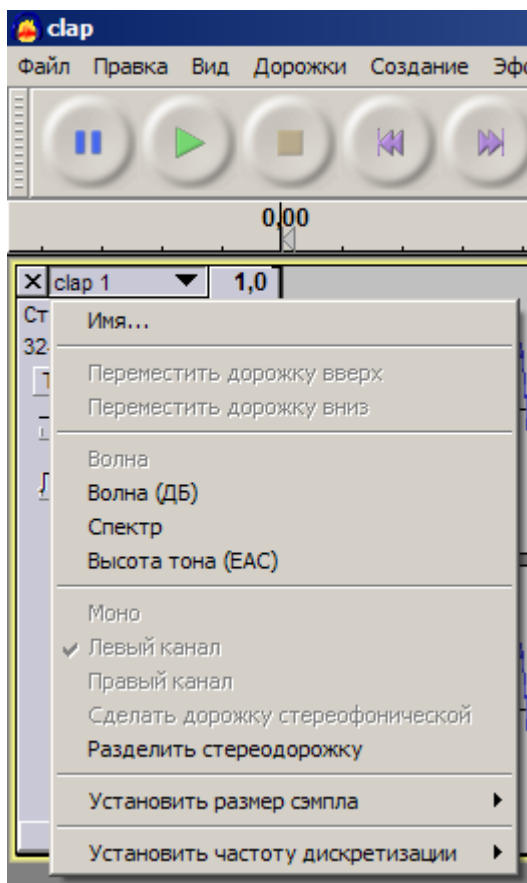 clap
Файл Правка Вид Дорожки Создание
0,00
clap 1 1,0
Имя...
32
Переместить дорожку вверх
Переместить дорожку вниз
Волна
Волна (ДБ)
Спектр
Высота тона (EAC)
Моно
Левый канал
Правый канал
Сделать дорожку стереофонической
Разделить стереодорожку
Установить размер сэмпла
Установить частоту дискретизации